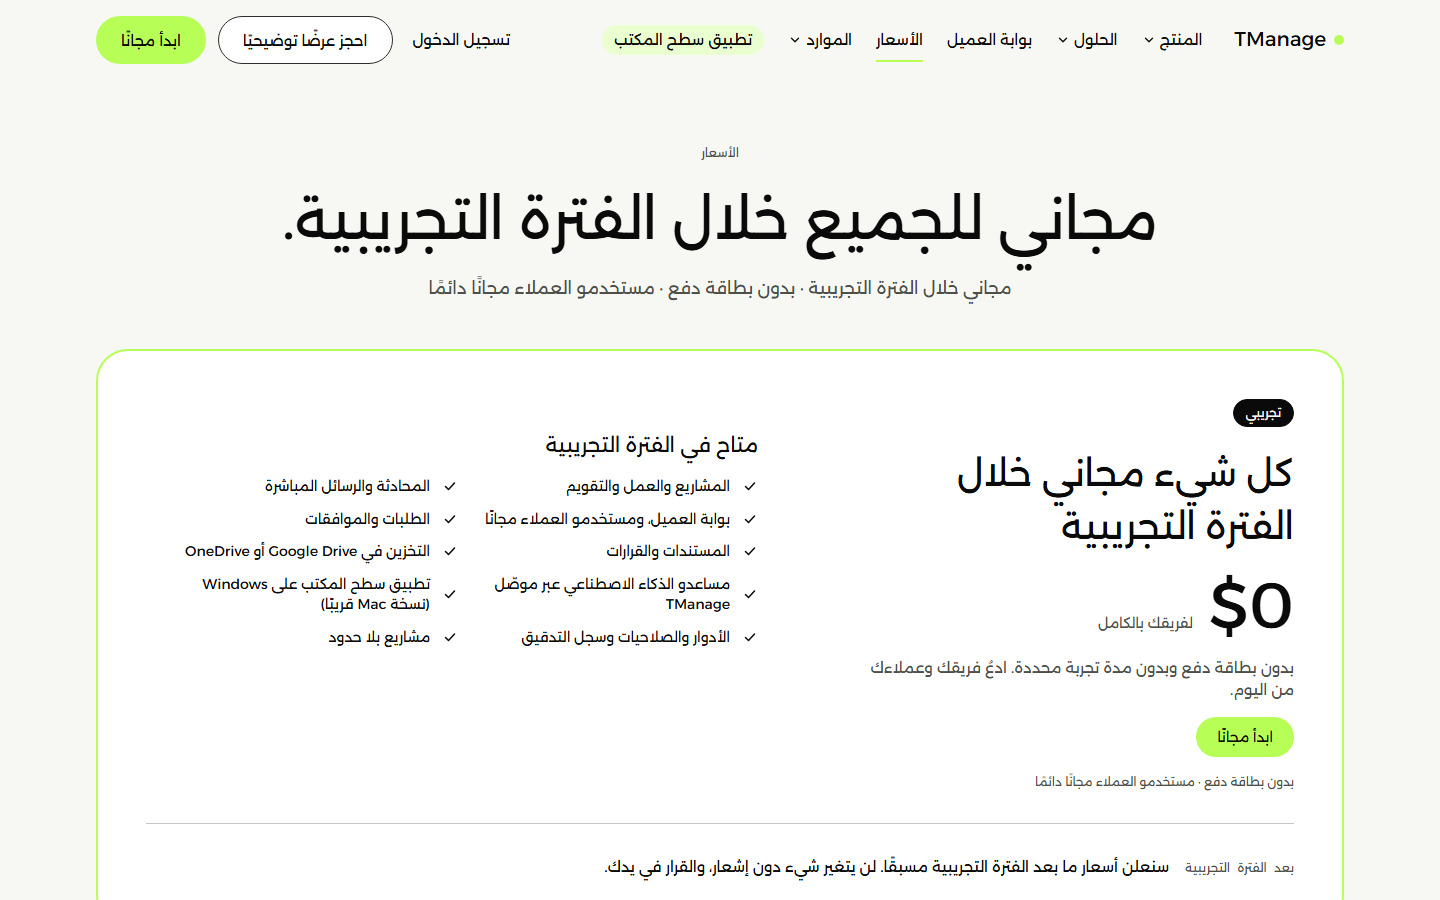 TManage
المنتج
الحلول
بوابة العميل
الأسعار
الموارد
تطبيق سطح المكتب
تسجيل الدخول
احجز عرضًا توضيحيًا
ابدأ مجانًا
الأسعار
مجاني للجميع خلال الفترة التجريبية.
مجاني خلال الفترة التجريبية · بدون بطاقة دفع · مستخدمو العملاء مجانًا دائمًا
تجريبي
كل شيء مجاني خلال
الفترة التجريبية
$0 لفريقك بالكامل
بدون بطاقة دفع وبدون مدة تجربة محددة. ادعُ فريقك وعملاءك
من اليوم.
ابدأ مجانًا
بدون بطاقة دفع · مستخدمو العملاء مجانًا دائمًا
متاح في الفترة التجريبية
المشاريع والعمل والتقويم
المحادثة والرسائل المباشرة
بوابة العميل، ومستخدمو العملاء مجانًا
الطلبات والموافقات
المستندات والقرارات
التخزين في Google Drive أو OneDrive
مساعدو الذكاء الاصطناعي عبر موصّل
TManage
تطبيق سطح المكتب على Windows
(نسخة Mac قريبًا)
الأدوار والصلاحيات وسجل التدقيق
مشاريع بلا حدود
بعد الفترة التجريبية سنعلن أسعار ما بعد الفترة التجريبية مسبقًا. لن يتغير شيء دون إشعار، والقرار في يدك.